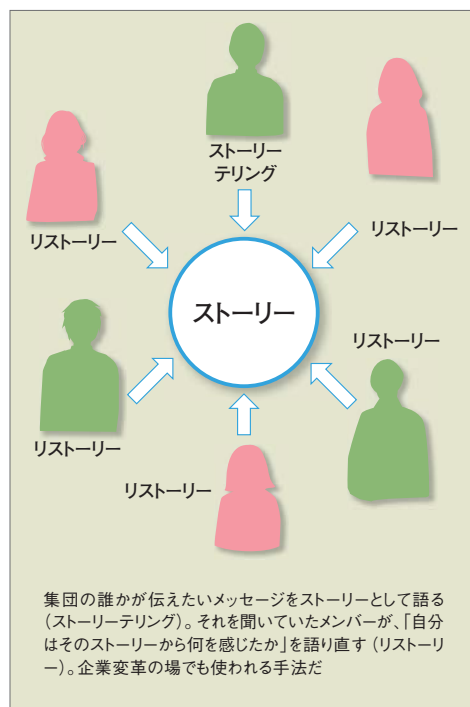 ストーリー
テリング
リストーリー
リストーリー
ストーリー
リストーリー
リストーリー
リストーリー
集団の誰かが伝えたいメッセージをストーリーとして語る
(ストーリーテリング)。それを聞いていたメンバーが、「自分
はそのストーリーから何を感じたか」を語り直す(リストーリ
ー)。企業変革の場でも使われる手法だ